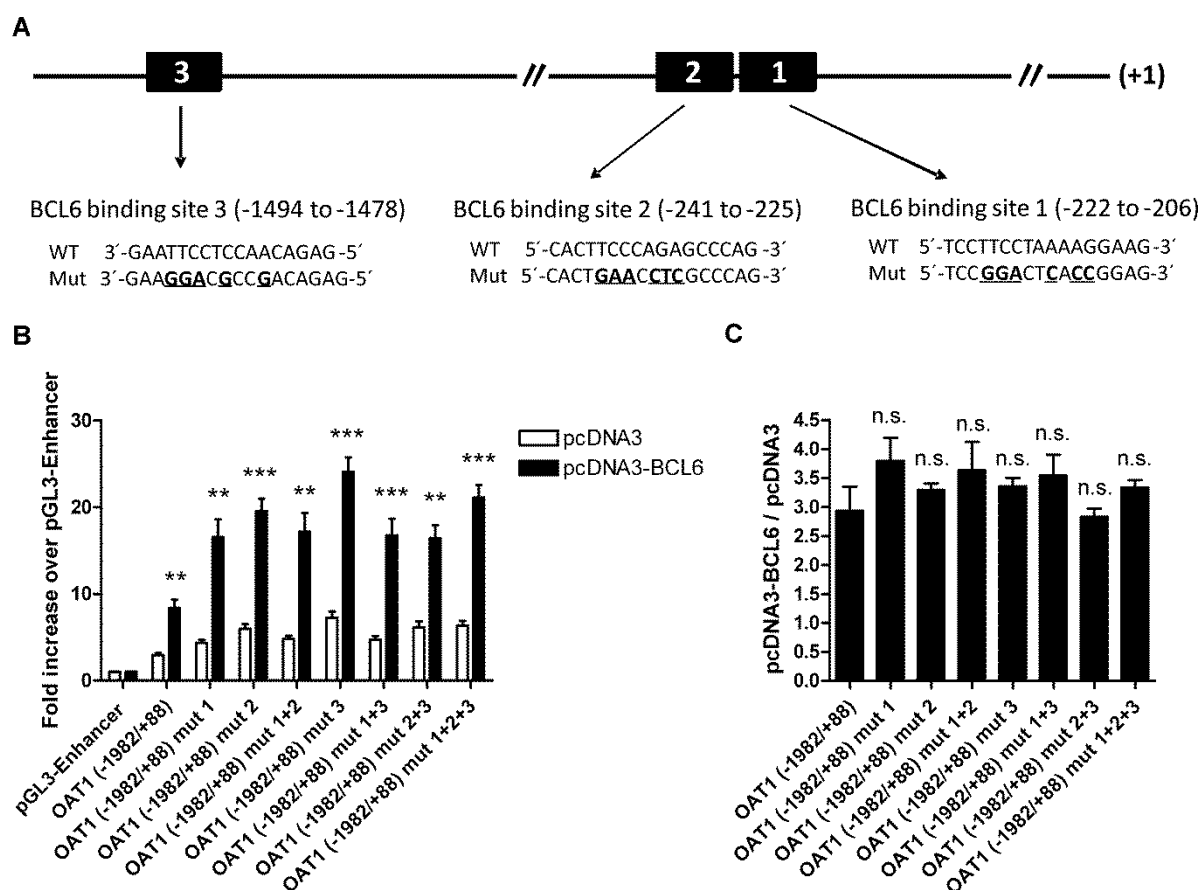 A
3
2
1
(+1)
BCL6 binding site 3 (-1494 to -1478)
WT 3´-GAATTCCTCCAACAGAG-5´
Mut 3´-GAAGGACGCCGACAGAG-5´
BCL6 binding site 2 (-241 to -225)
WT 5´-CACTTCCCAGAGCCCAG-3´
Mut 5´-CACTGAACCTCGCCCAG-3´
BCL6 binding site 1 (-222 to -206)
WT 5´-TCCTTCCTAAAAGGAAG-3´
Mut 5´-TCCGGACTCACCGGAG-3´
B
Fold increase over pGL3-Enhancer
30
20
10
0
** ** *** ** *** *** ** ***
pcDNA3
pcDNA3-BCL6
pGL3-Enhancer
OAT1 (-1982/+88)
OAT1 (-1982/+88) mut 1
OAT1 (-1982/+88) mut 2
OAT1 (-1982/+88) mut 1+2
OAT1 (-1982/+88) mut 3
OAT1 (-1982/+88) mut 1+3
OAT1 (-1982/+88) mut 2+3
OAT1 (-1982/+88) mut 1+2+3
C
pcDNA3-BCL6 / pcDNA3
4.5
4.0
3.5
3.0
2.5
2.0
1.5
1.0
0.5
0.0
n.s. n.s. n.s. n.s. n.s. n.s. n.s.
OAT1 (-1982/+88)
OAT1 (-1982/+88) mut 1
OAT1 (-1982/+88) mut 2
OAT1 (-1982/+88) mut 1+2
OAT1 (-1982/+88) mut 3
OAT1 (-1982/+88) mut 1+3
OAT1 (-1982/+88) mut 2+3
OAT1 (-1982/+88) mut 1+2+3